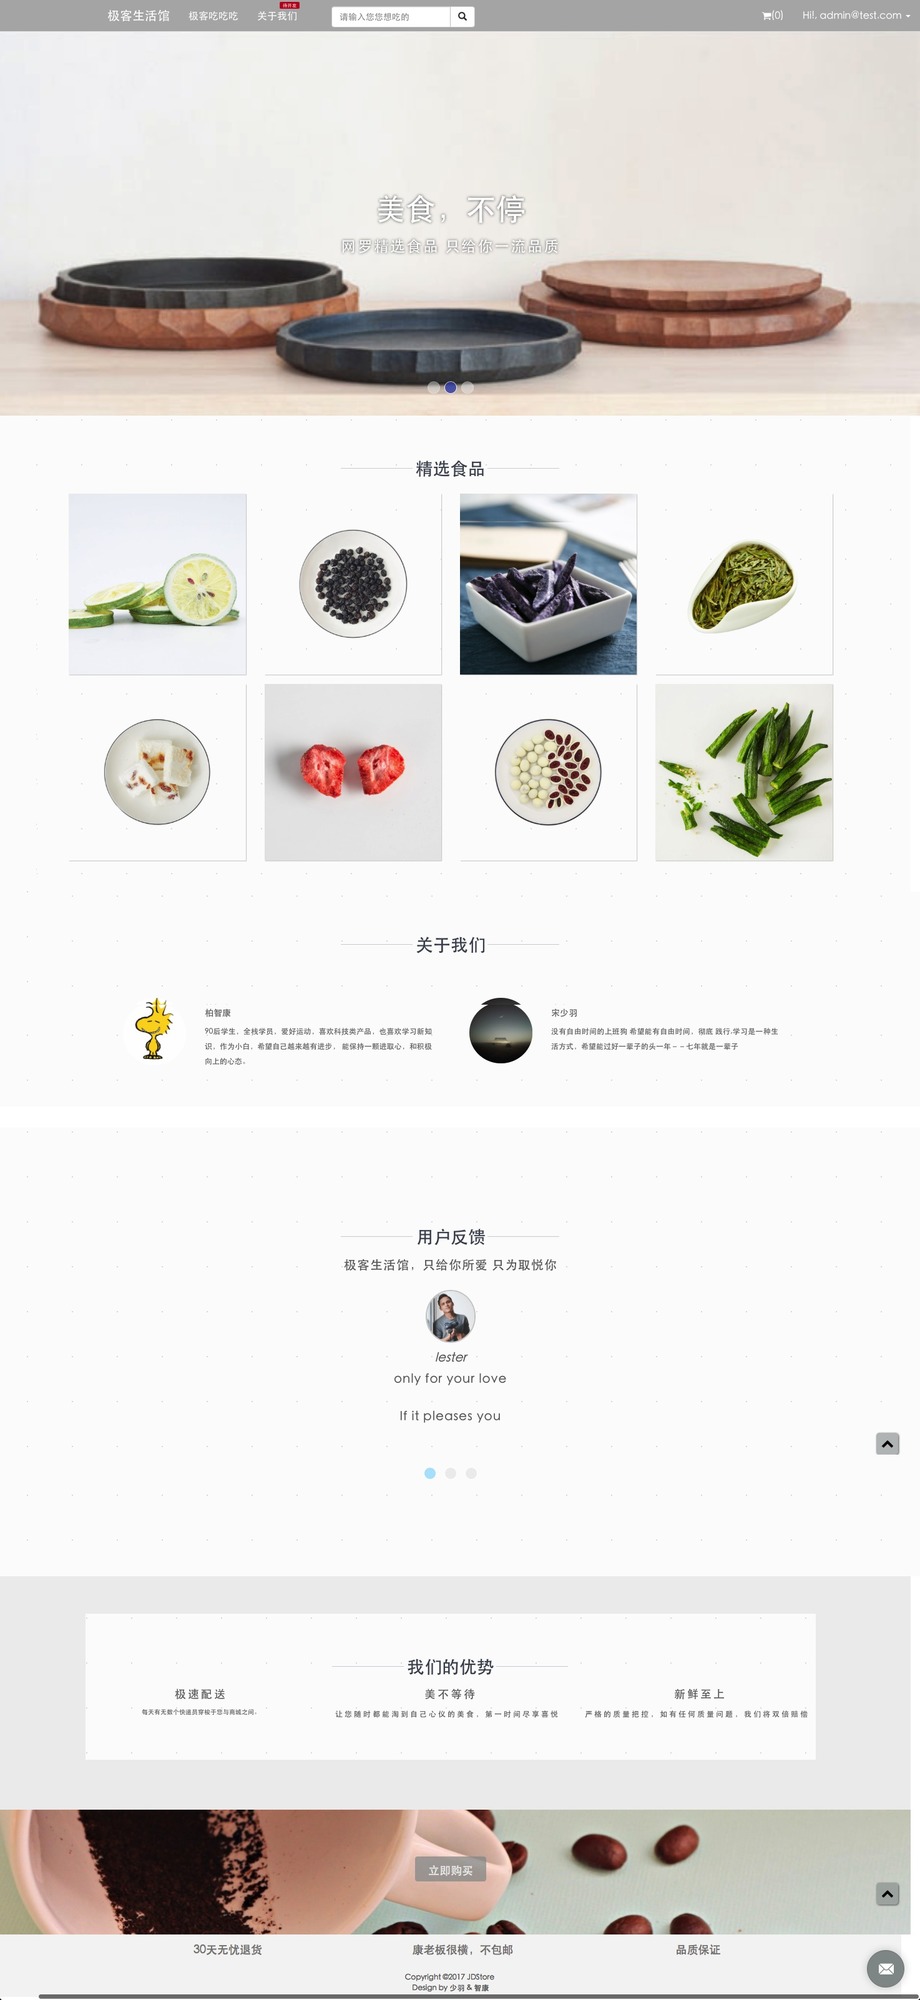 极客生活馆
极客吃吃吃
关于我们
待开发
请输入您您想吃的
(0)
Hi!, admin@test.com
美食，不停
网罗精选食品 只给你一流品质
精选食品
关于我们
柏智康
90后学生，全栈学员，爱好运动，喜欢科技类产品，也喜欢学习新知
识，作为小白，希望自己越来越有进步， 能保持一颗进取心，和积极
向上的心态。
宋少羽
没有自由时间的上班狗 希望能有自由时间，彻底 践行:学习是一种生
活方式，希望能过好一辈子的头一年－－七年就是一辈子
用户反馈
极客生活馆，只给你所爱 只为取悦你
lester
only for your love
If it pleases you
我们的优势
极速配送
每天有无数个快递员穿梭于您与商城之间。
美不等待
让您随时都能淘到自己心仪的美食，第一时间尽享喜悦
新鲜至上
严格的质量把控，如有任何质量问题，我们将双倍赔偿
立即购买
30天无忧退货
康老板很横，不包邮
品质保证
Copyright ©2017 JDStore
Design by 少羽 & 智康